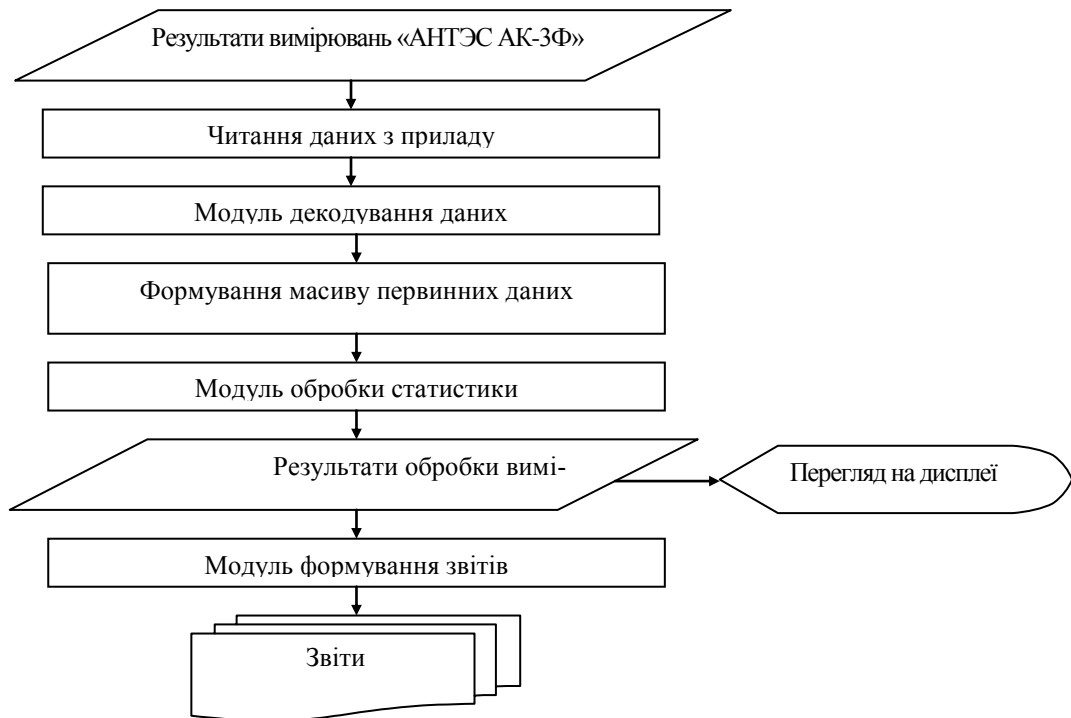 Результати вимірювань «АНТЭС АК-3Ф»
Читання даних з приладу
Модуль декодування даних
Формування масиву первинних даних
Модуль обробки статистики
Результати обробки вимі-
Перегляд на дисплеї
Модуль формування звітів
Звіти